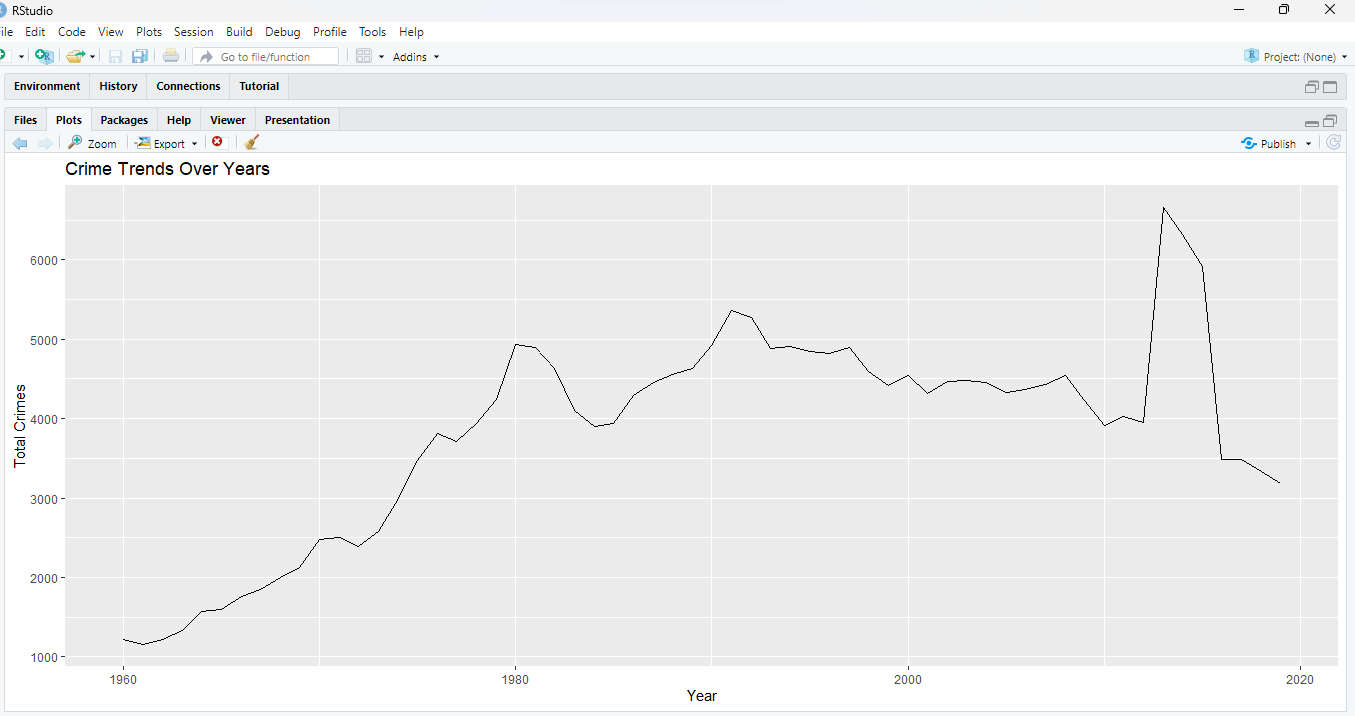 RStudio
ile Edit Code View Plots Session Build Debug Profile Tools Help
Go to file/function Addins Project: (None)
Environment History Connections Tutorial
Files Plots Packages Help Viewer Presentation
Zoom Export Publish
Crime Trends Over Years
6000
5000
4000
3000
2000
1000
Total Crimes
1960 1980 2000 2020
Year